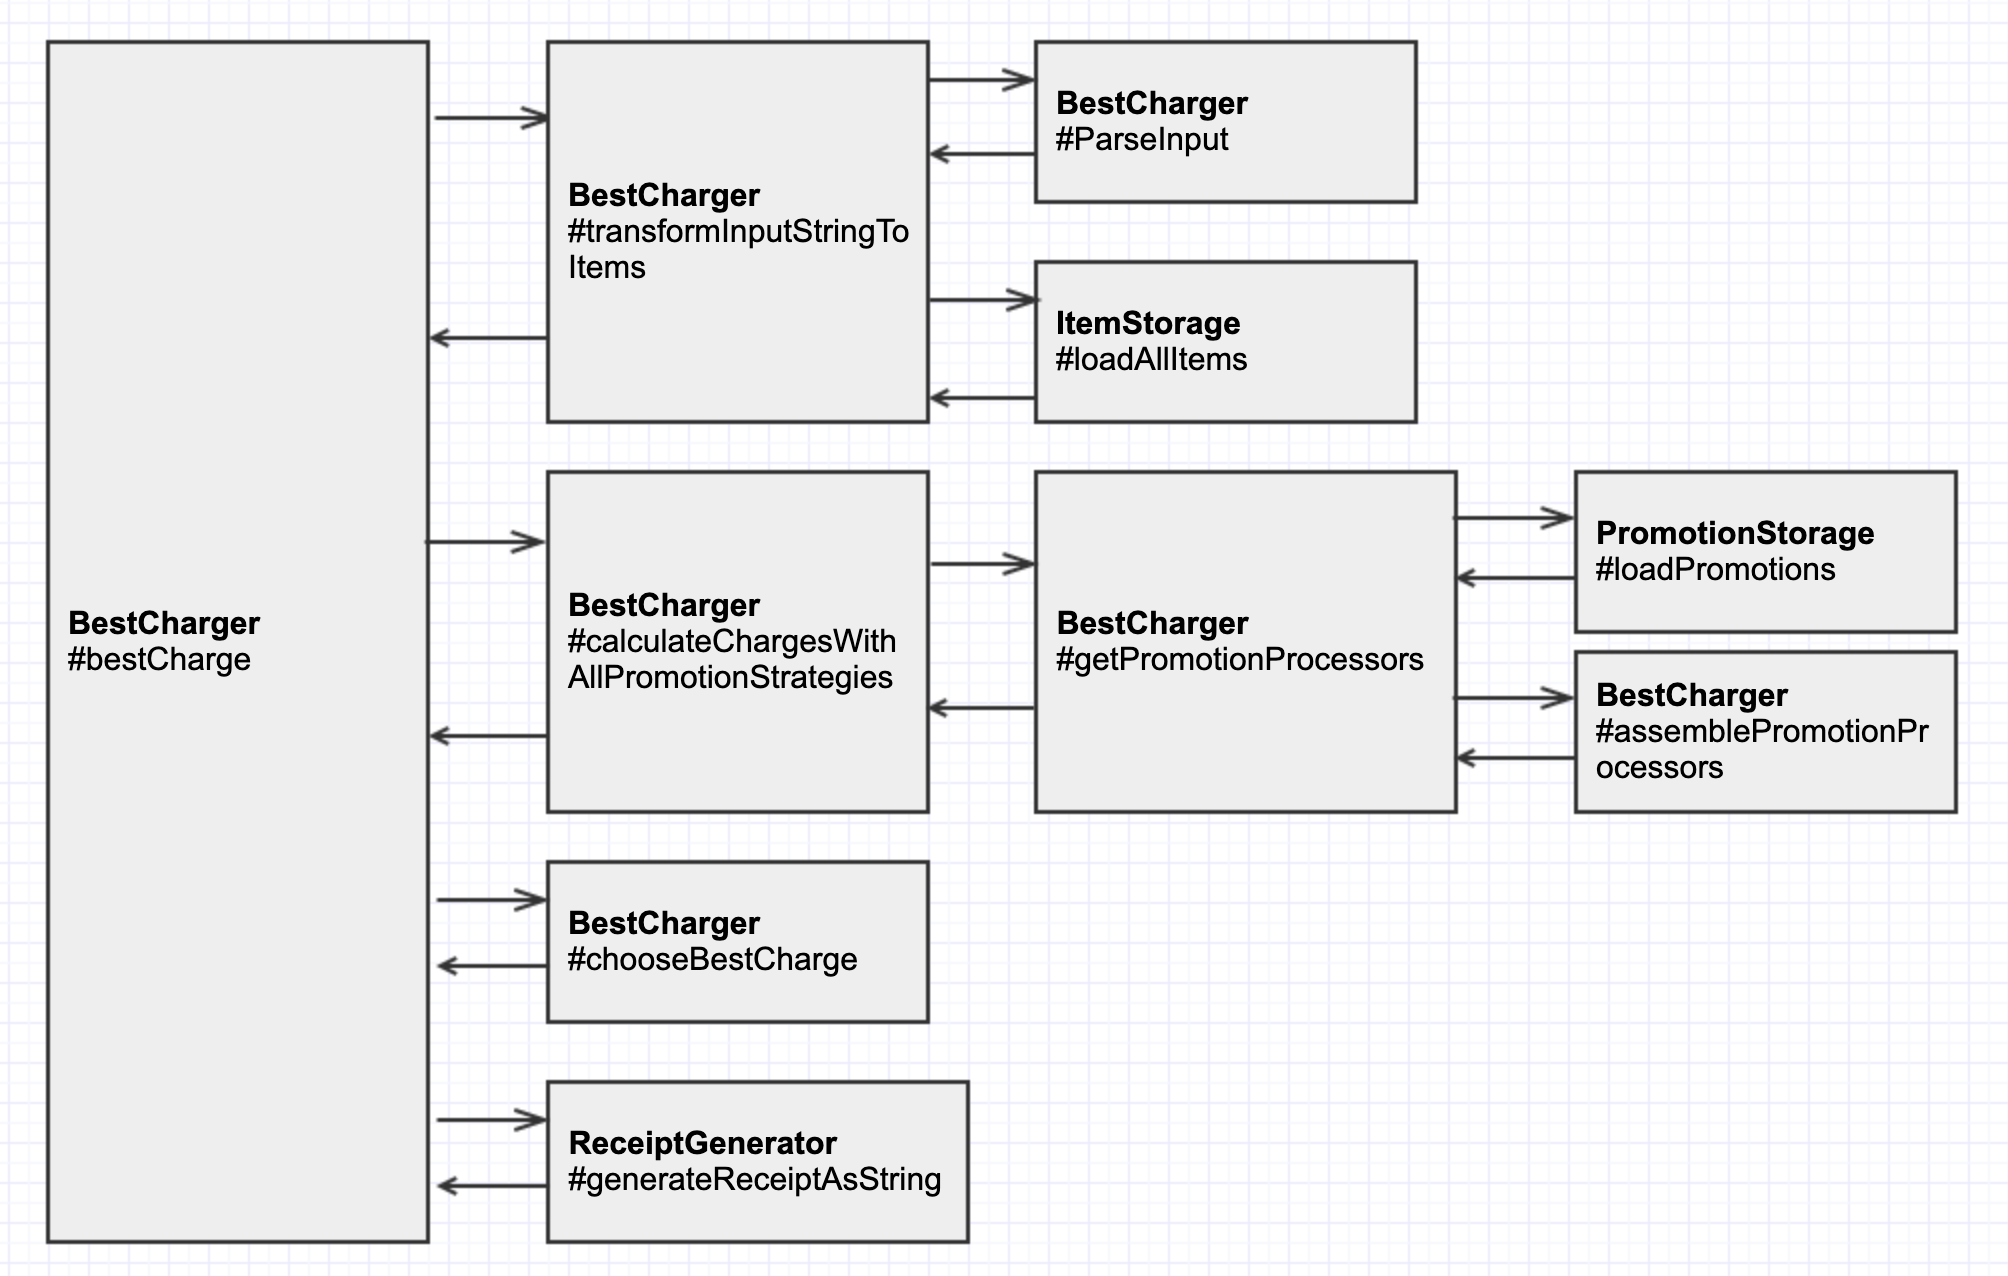 BestCharger
#bestCharge
BestCharger
#transformInputStringTo
Items
BestCharger
#ParseInput
ItemStorage
#loadAllItems
BestCharger
#calculateChargesWith
AllPromotionStrategies
BestCharger
#getPromotionProcessors
PromotionStorage
#loadPromotions
BestCharger
#assemblePromotionPr
ocessors
BestCharger
#chooseBestCharge
ReceiptGenerator
#generateReceiptAsString